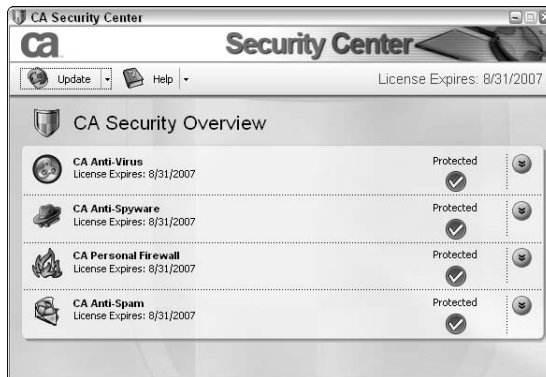 CA Security Center
ca
Security Center
Update
Help
License Expires: 8/31/2007
CA Security Overview
CA Anti-Virus
License Expires: 8/31/2007
Protected
CA Anti-Spyware
License Expires: 8/31/2007
Protected
CA Personal Firewall
License Expires: 8/31/2007
Protected
CA Anti-Spam
License Expires: 8/31/2007
Protected